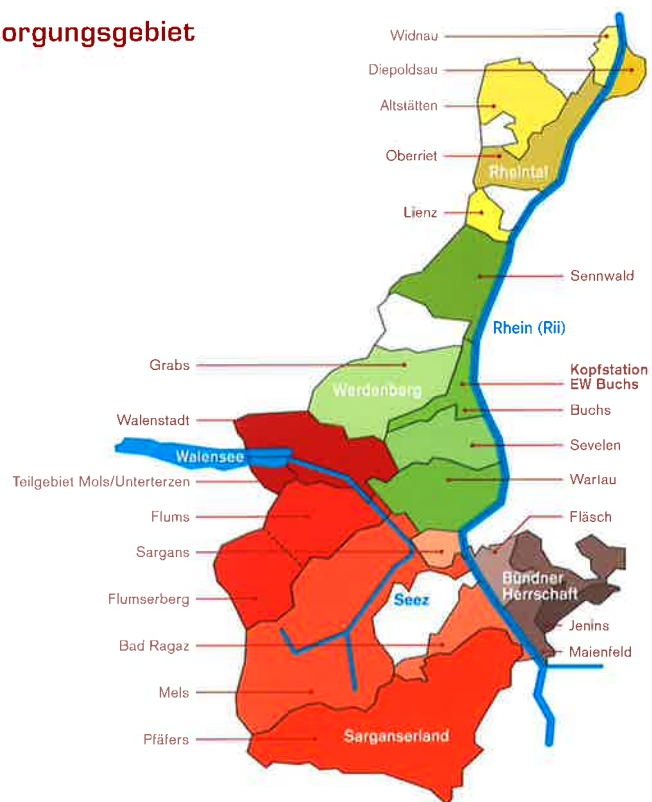 orgungsgebiet
Widnau
Diepoldsau
Altstätten
Oberriet
Rheintal
Lienz
Sennwald
Rhein (Rii)
Grabs
Kopfstation
EW Buchs
Werdenberg
Buchs
Walenstadt
Sevelen
Walensee
Teilgebiet Mols/Unterterzen
Wartau
Flums
Fläsch
Sargans
Bündner
Herrschaft
Flumserberg
Seez
Jenins
Bad Ragaz
Maienfeld
Mels
Pfäfers
Sarganserland